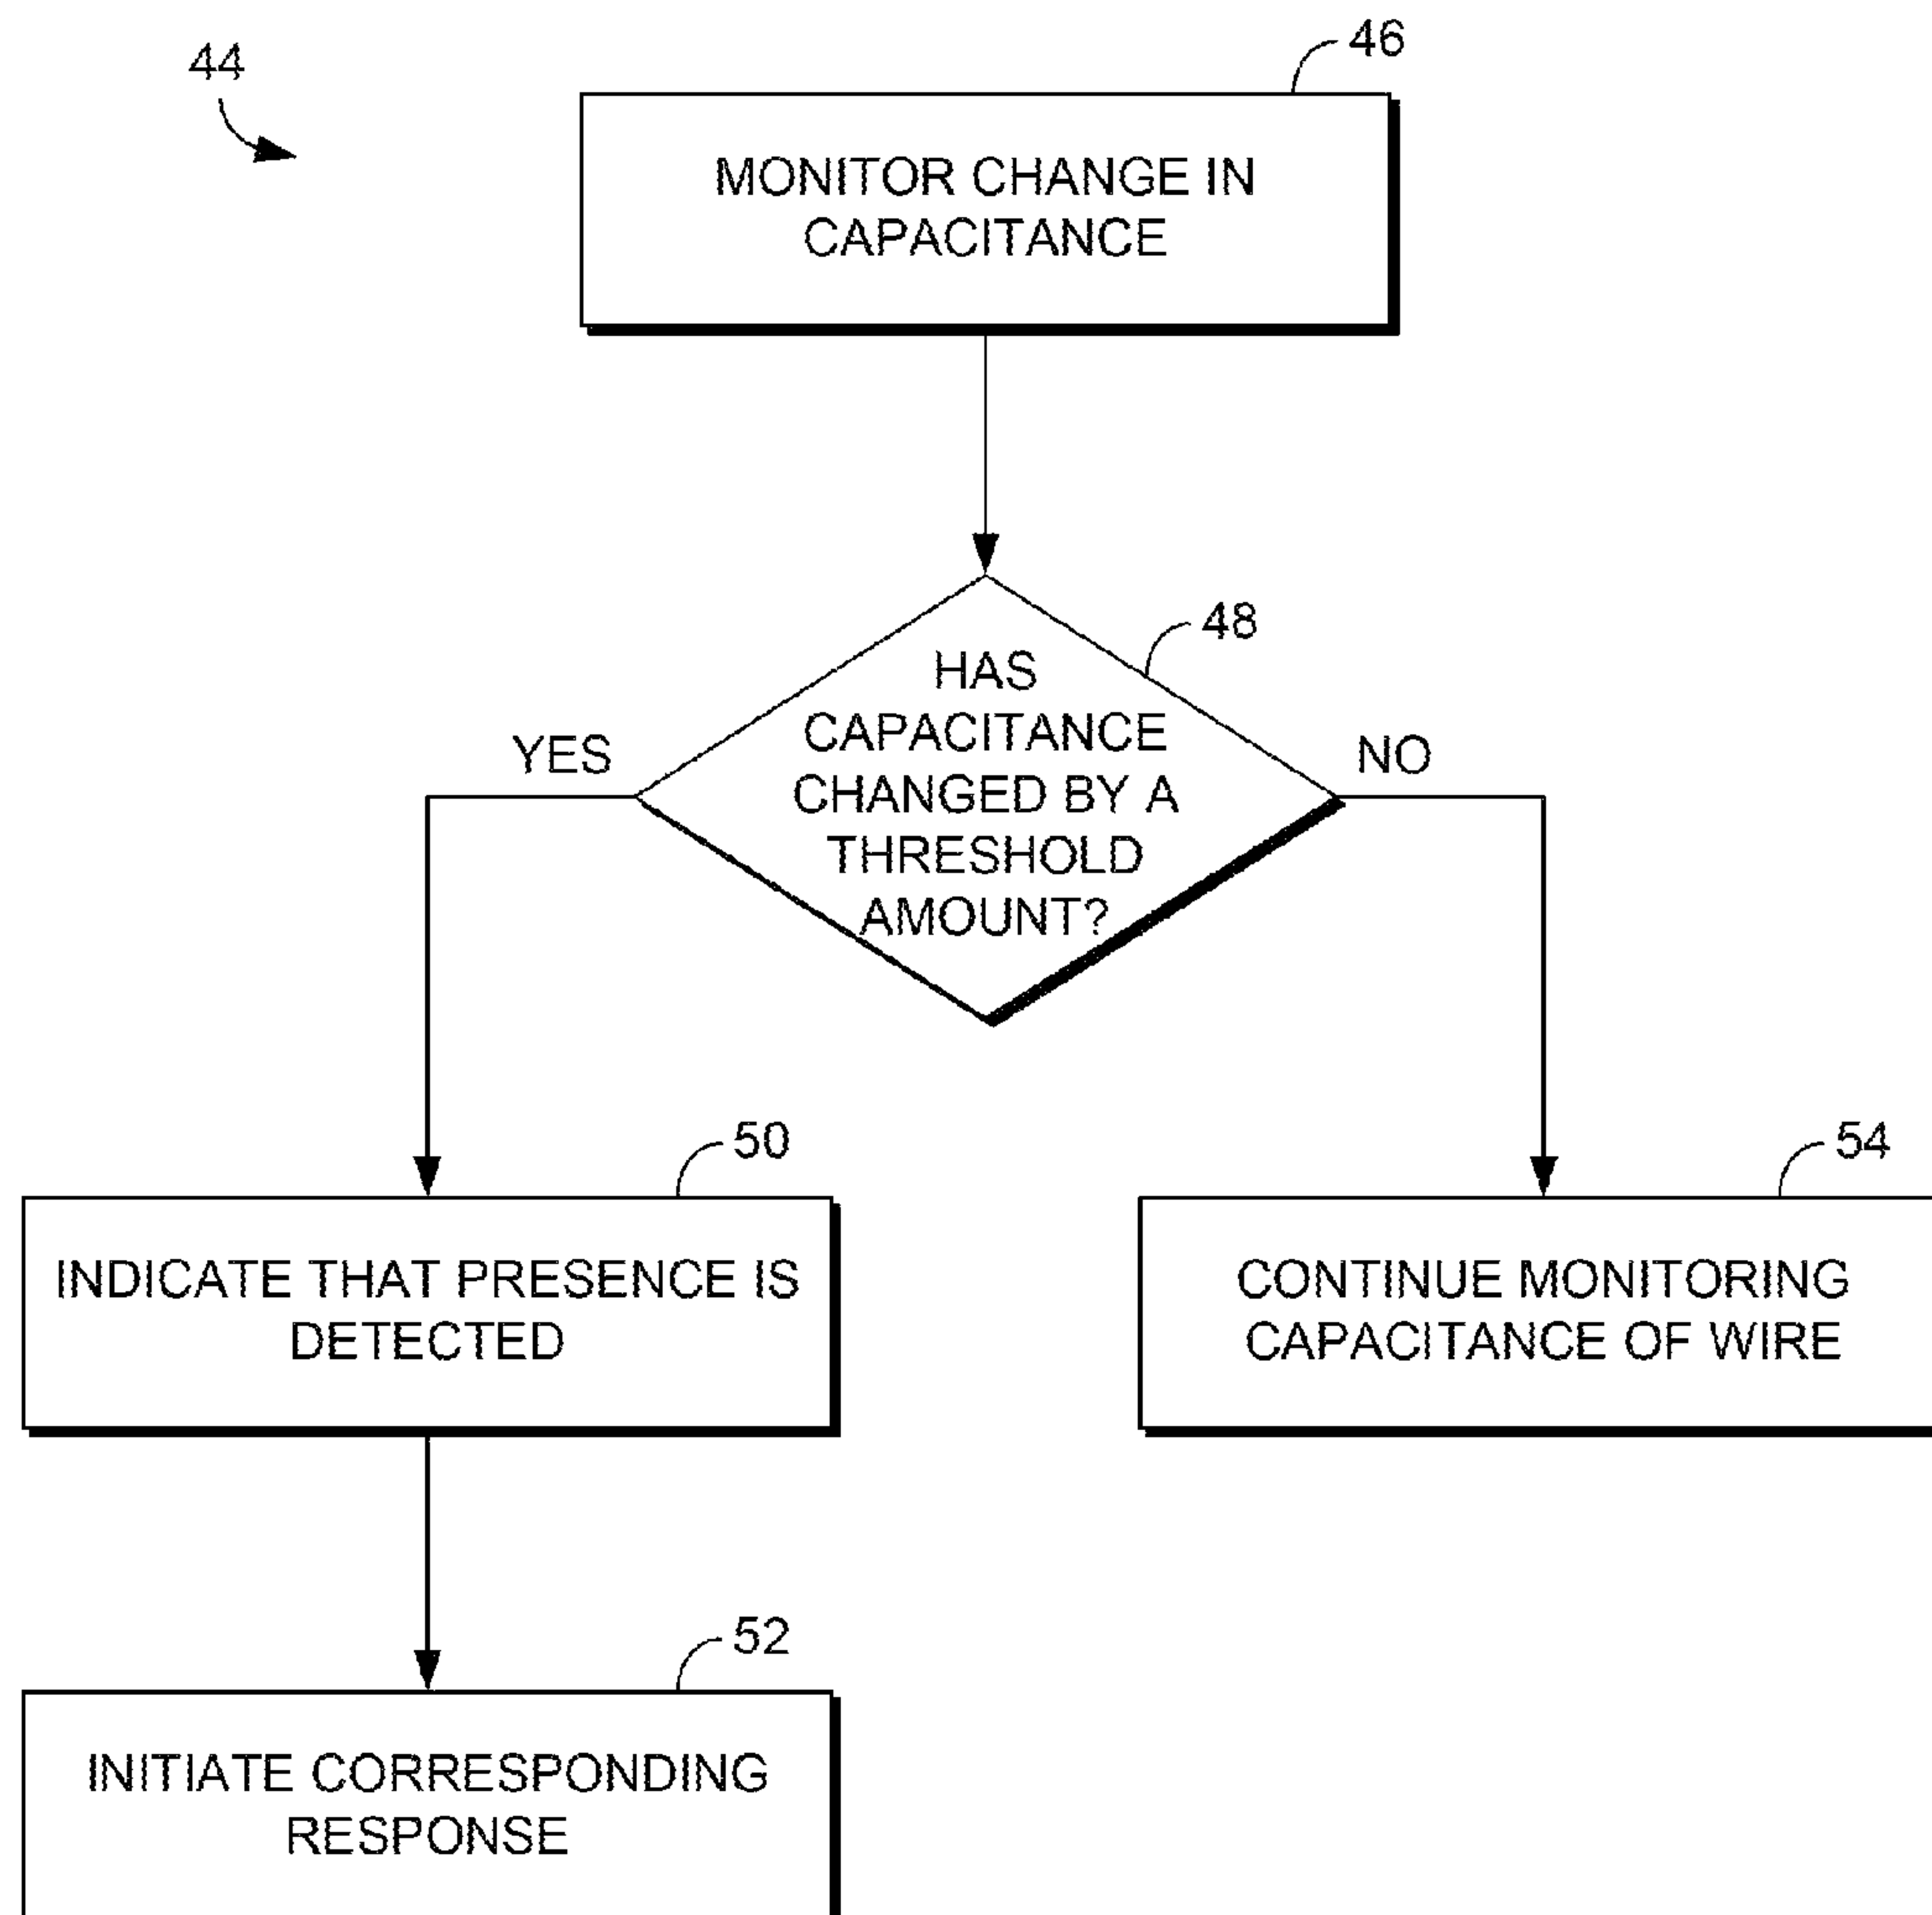 44
46
MONITOR CHANGE IN
CAPACITANCE
48
HAS
CAPACITANCE
CHANGED BY A
THRESHOLD
AMOUNT?
YES
NO
50
INDICATE THAT PRESENCE IS
DETECTED
54
CONTINUE MONITORING
CAPACITANCE OF WIRE
52
INITIATE CORRESPONDING
RESPONSE